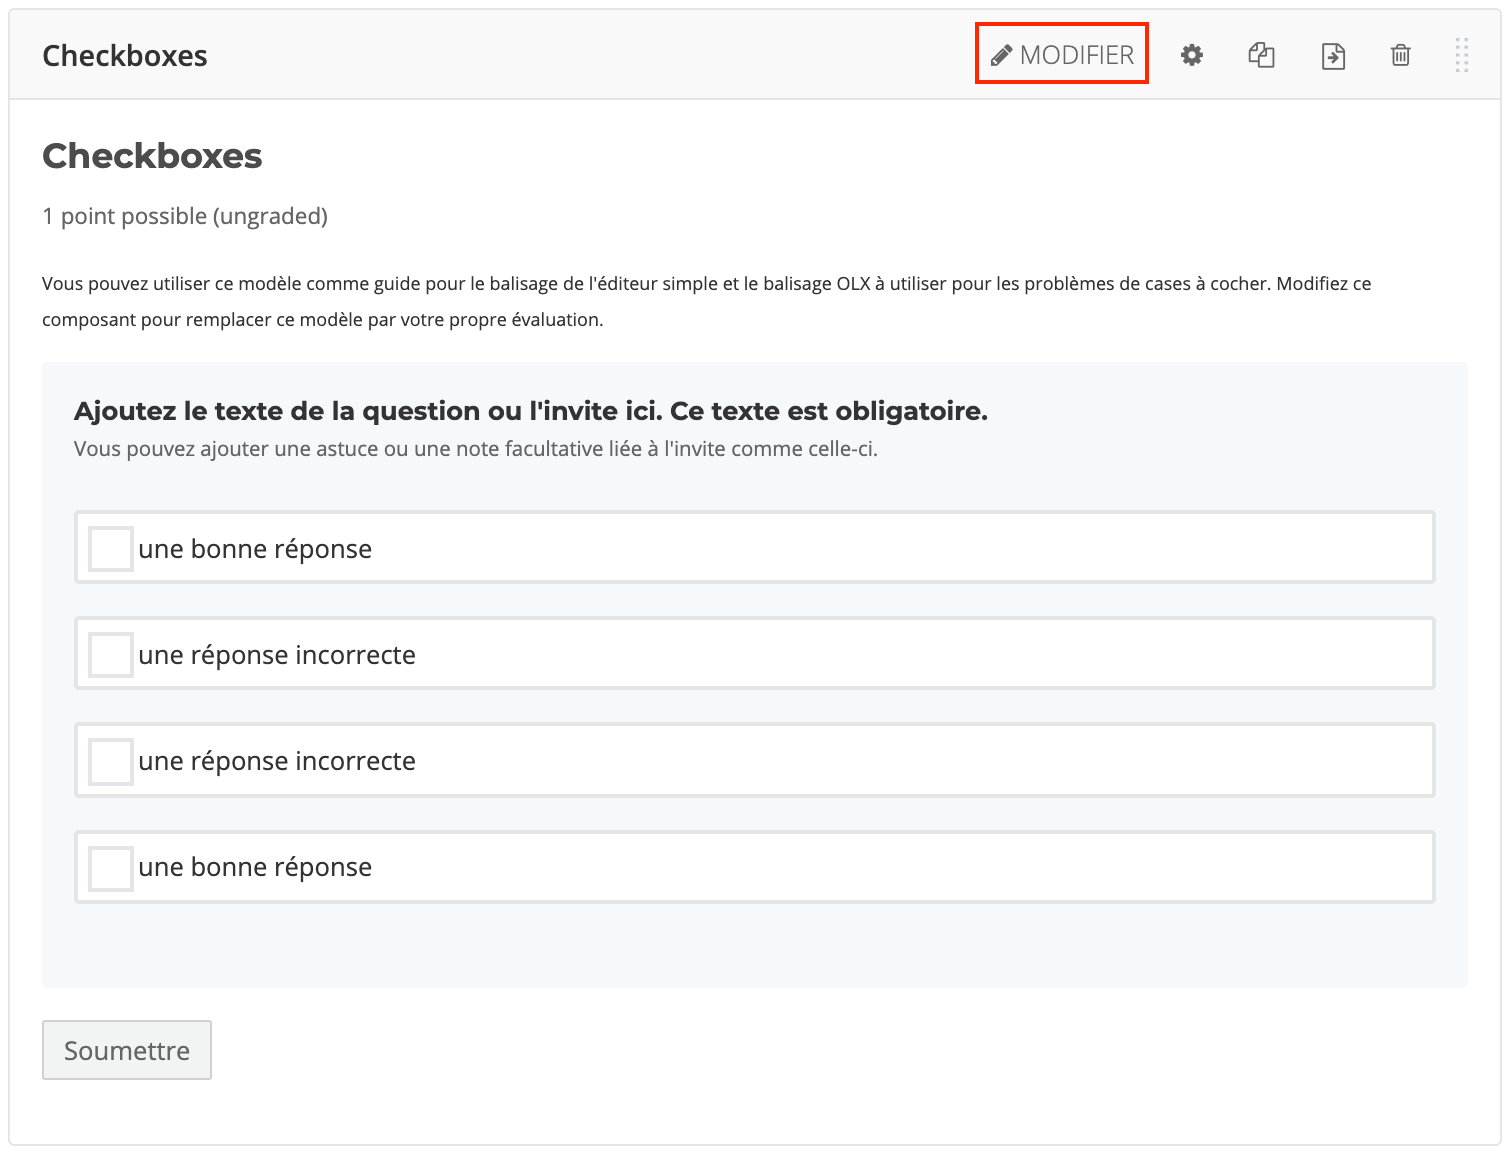 Checkboxes
MODIFIER
Checkboxes
1 point possible (ungraded)
Vous pouvez utiliser ce modèle comme guide pour le balisage de l'éditeur simple et le balisage OLX à utiliser pour les problèmes de cases à cocher. Modifiez ce
composant pour remplacer ce modèle par votre propre évaluation.
Ajoutez le texte de la question ou l'invite ici. Ce texte est obligatoire.
Vous pouvez ajouter une astuce ou une note facultative liée à l'invite comme celle-ci.
une bonne réponse
une réponse incorrecte
une réponse incorrecte
une bonne réponse
Soumettre